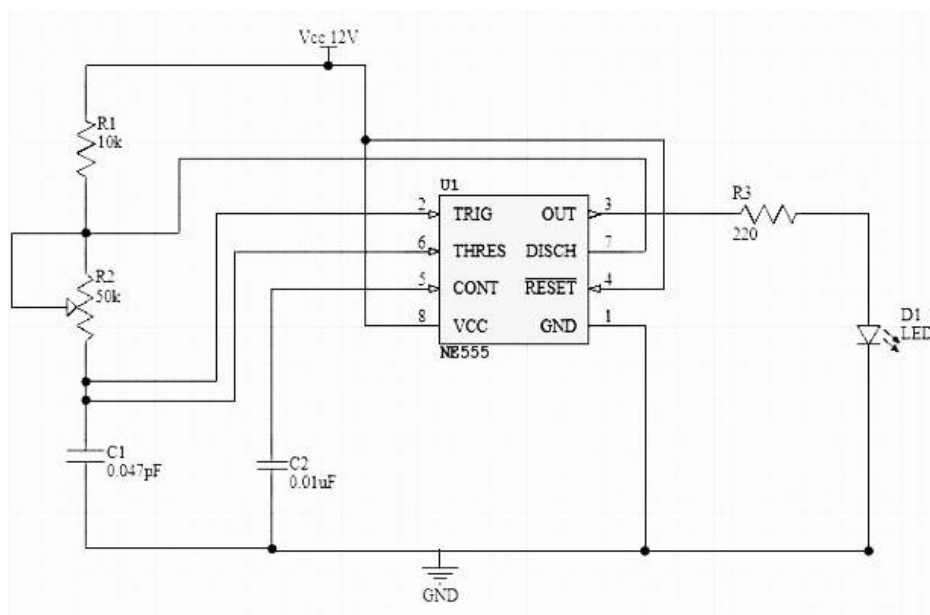 Vcc 12V
R1
10k
U1
2 TRIG OUT 3
R3
220
6 THRES DISCH 7
R2
50k
5 CONT RESET 4
8 VCC GND 1
D1
LED
NE555
C1
0.047pF
C2
0.01uF
GND